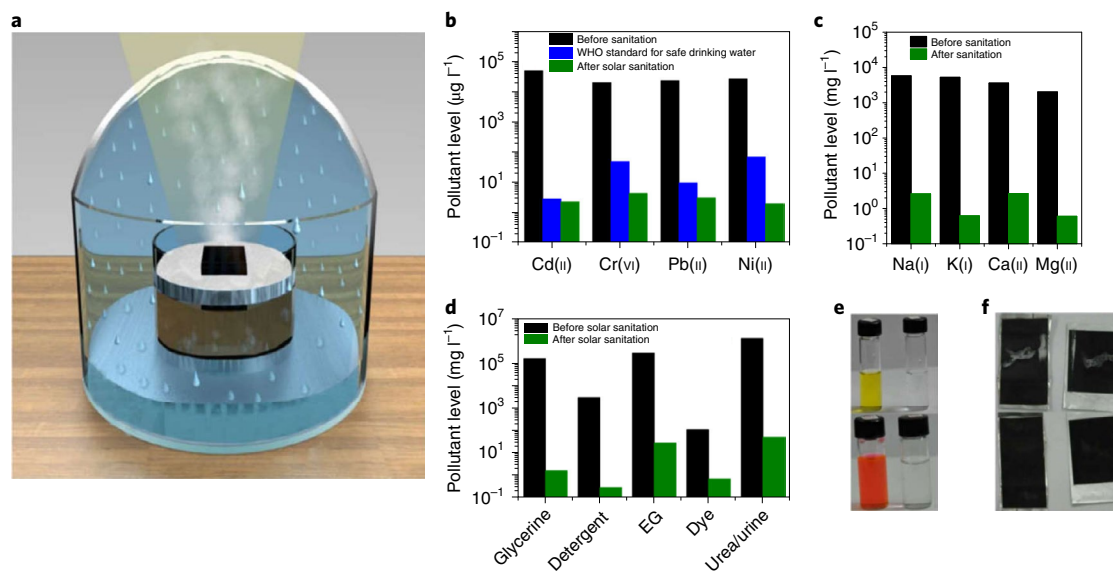 a
b
Before sanitation
WHO standard for safe drinking water
After solar sanitation
Pollutant level (μg l⁻¹)
10⁵
10³
10¹
10⁻¹
Cd(II) Cr(VI) Pb(II) Ni(II)
c
Before sanitation
After sanitation
Pollutant level (mg l⁻¹)
10⁵
10⁴
10³
10²
10¹
10⁰
10⁻¹
Na(I) K(I) Ca(II) Mg(II)
d
Before solar sanitation
After solar sanitation
Pollutant level (mg l⁻¹)
10⁷
10⁵
10³
10¹
10⁻¹
Glycerine
Detergent
EG
Dye
Urea/urine
e
f